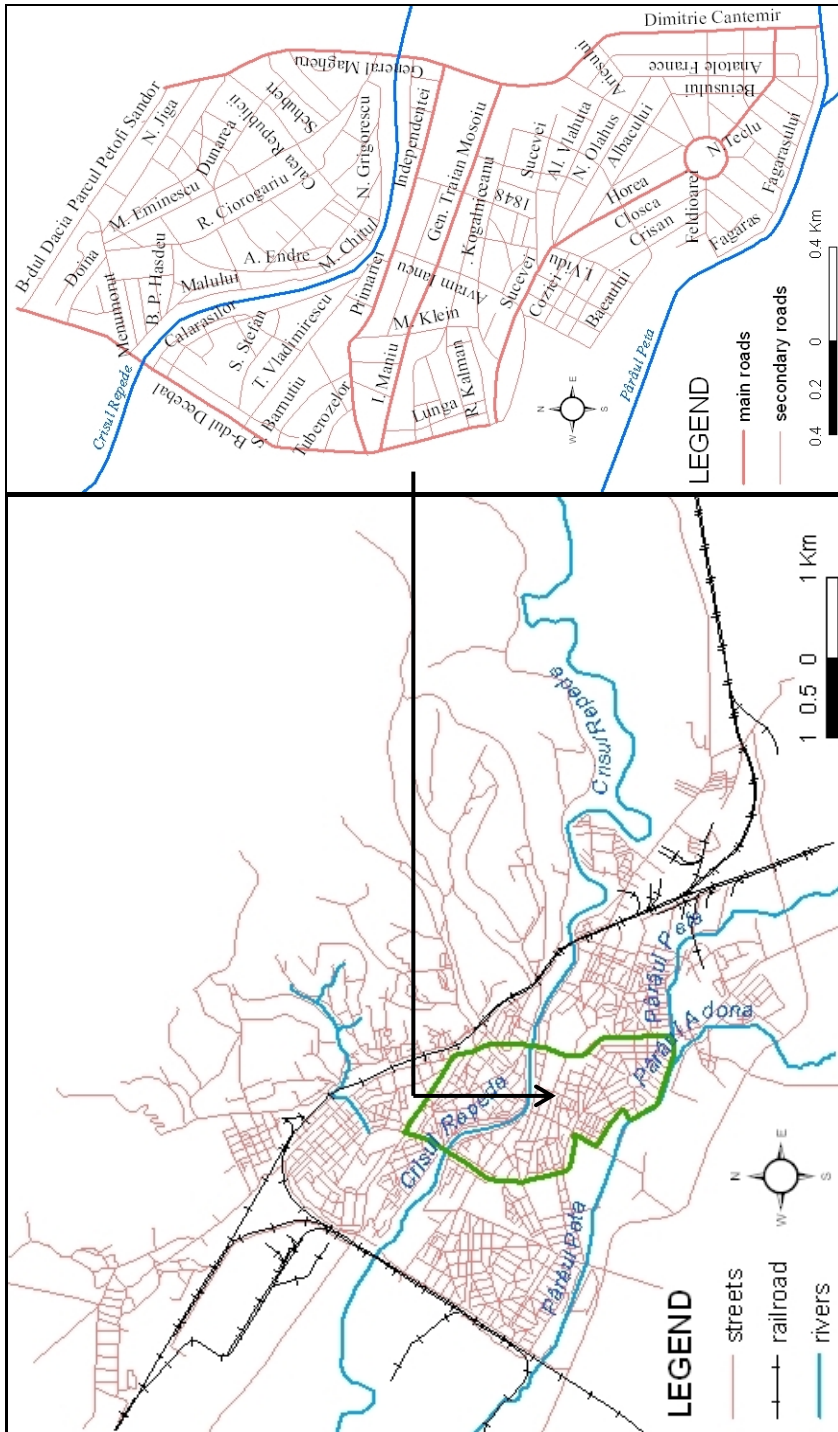 B-dul Dacia Parcul Petofi Sandor
N. Jiga
Doina
Dunarea
Schubert
M. Eminescu
Calea Republicii
General Magheru
Menumorut
B. P. Hasdeu
R. Ciorogariu
N. Grigorescu
Malului
A. Endre
M. Chitul
Independentei
Crisul Repede
Calarasilor
S. Stefan
T. Vladimirescu
Primariei
B-dul Decebal
S. Barnutiu
Tuberozelor
Gen. Traian Mosoiu
. Kogalniceanu
1848
Avram Iancu
I. Maniu
M. Klein
Lunga
R. Kalman
Sucevei
Sucevei
Al. Vlahuta
N. Olahus
Albacului
Ariesului
Dimitrie Cantemir
Anatole France
Beiusului
N. Teclu
Fagarasului
Horea
Closca
Crisan
Feldioarei
Fagaras
Coziei
I. Vidu
Bacaului
Pârâul Peta
N
E
S
W
LEGEND
main roads
secondary roads
0.4 0.2 0 0.4 Km
Crisul Repede
Crisul Repede
Pârâul Peta
Pârâul Adona
Pârâul Pata
N
E
S
W
LEGEND
streets
railroad
rivers
1 0.5 0 1 Km